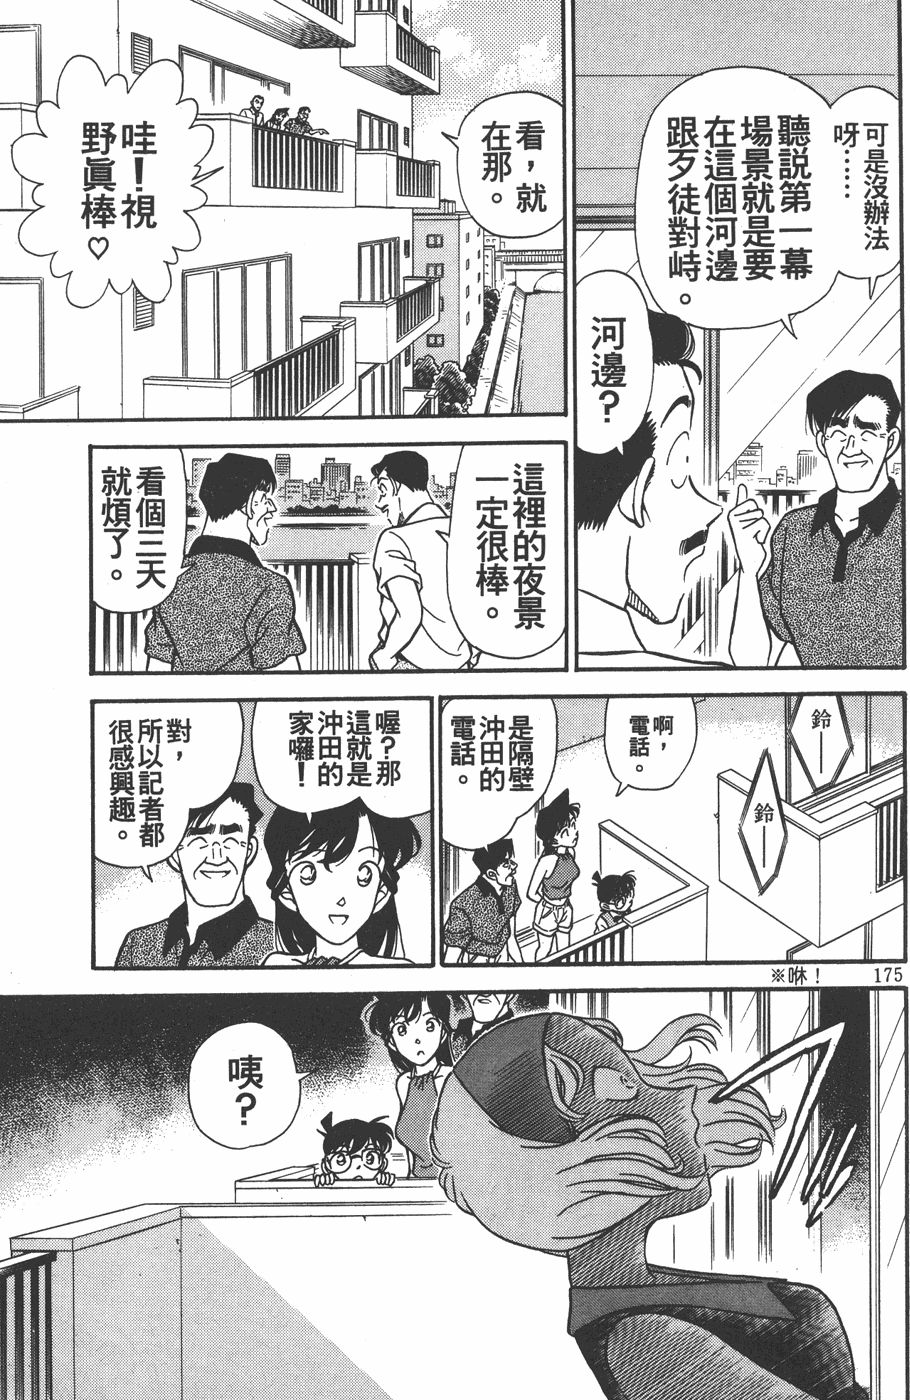 可是沒辦法
呀……
聽説第一幕
場景就是要
在這個河邊
跟歹徒對峙。
河邊？
看，就
在那。
哇！視
野眞棒♡
這裡的夜景
一定很棒。
看個三天
就煩了。
鈴—
鈴—
啊，
電話。
是隔壁
沖田的
電話。
喔？那
這就是
沖田的
家囉！
對，
所以記者都
很感興趣。
※咻！
175
咦？